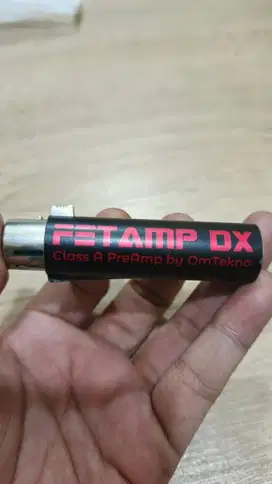 FETAMP DX
Class A PreAmp by OmTekno